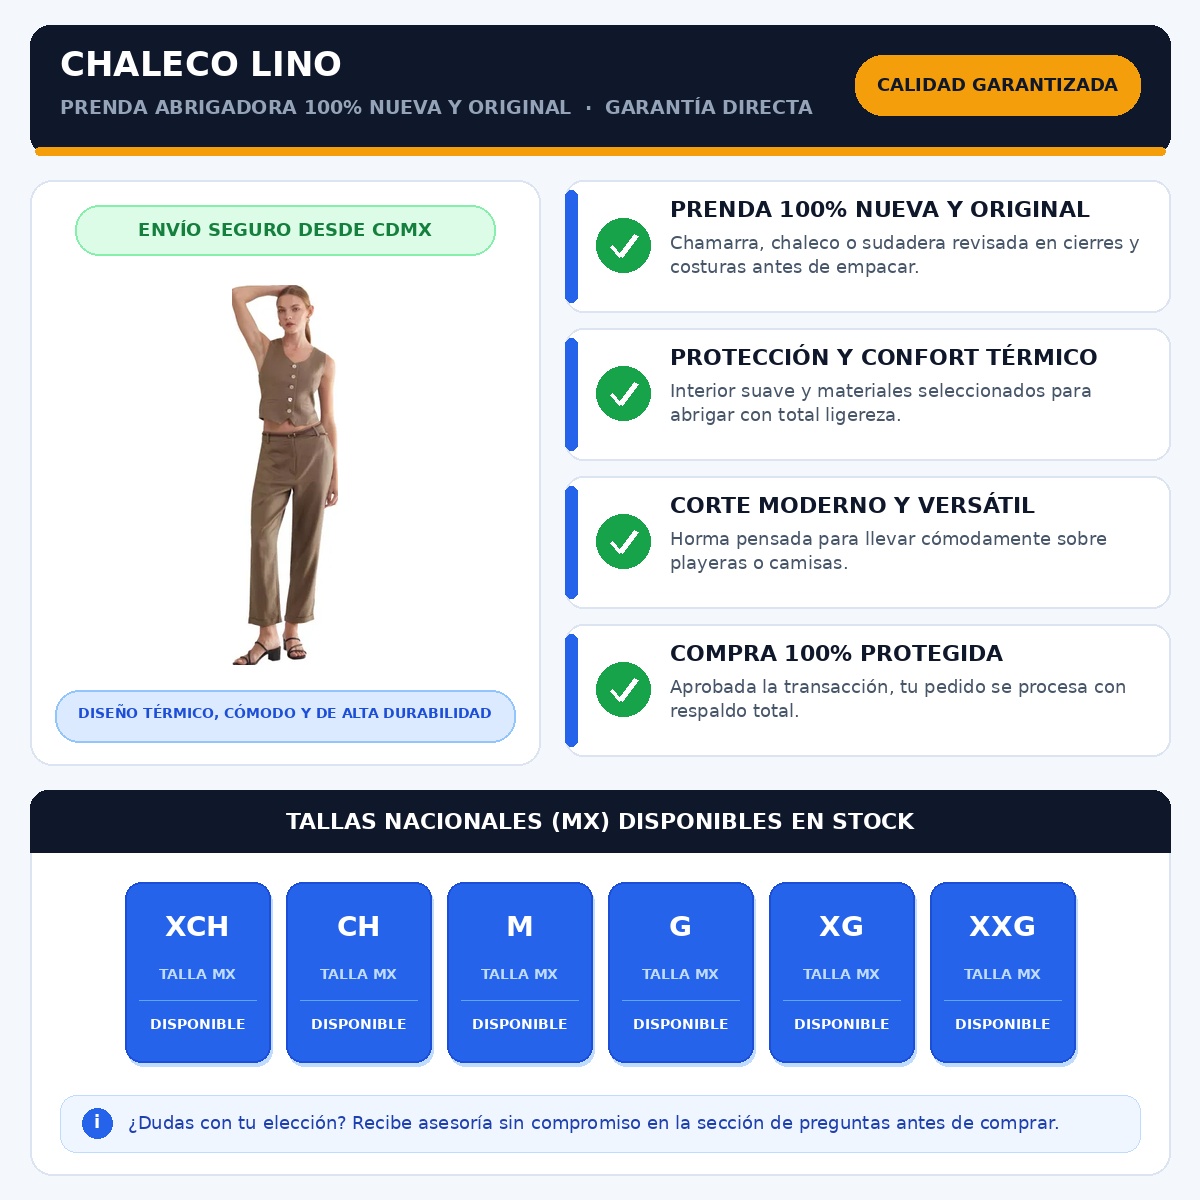 CHALECO LINO
PRENDA ABRIGADORA 100% NUEVA Y ORIGINAL · GARANTÍA DIRECTA
CALIDAD GARANTIZADA
ENVÍO SEGURO DESDE CDMX
DISEÑO TÉRMICO, CÓMODO Y DE ALTA DURABILIDAD
PRENDA 100% NUEVA Y ORIGINAL
Chamarra, chaleco o sudadera revisada en cierres y
costuras antes de empacar.
PROTECCIÓN Y CONFORT TÉRMICO
Interior suave y materiales seleccionados para
abrigar con total ligereza.
CORTE MODERNO Y VERSÁTIL
Horma pensada para llevar cómodamente sobre
playeras o camisas.
COMPRA 100% PROTEGIDA
Aprobada la transacción, tu pedido se procesa con
respaldo total.
TALLAS NACIONALES (MX) DISPONIBLES EN STOCK
XCH
TALLA MX
DISPONIBLE
CH
TALLA MX
DISPONIBLE
M
TALLA MX
DISPONIBLE
G
TALLA MX
DISPONIBLE
XG
TALLA MX
DISPONIBLE
XXG
TALLA MX
DISPONIBLE
i ¿Dudas con tu elección? Recibe asesoría sin compromiso en la sección de preguntas antes de comprar.